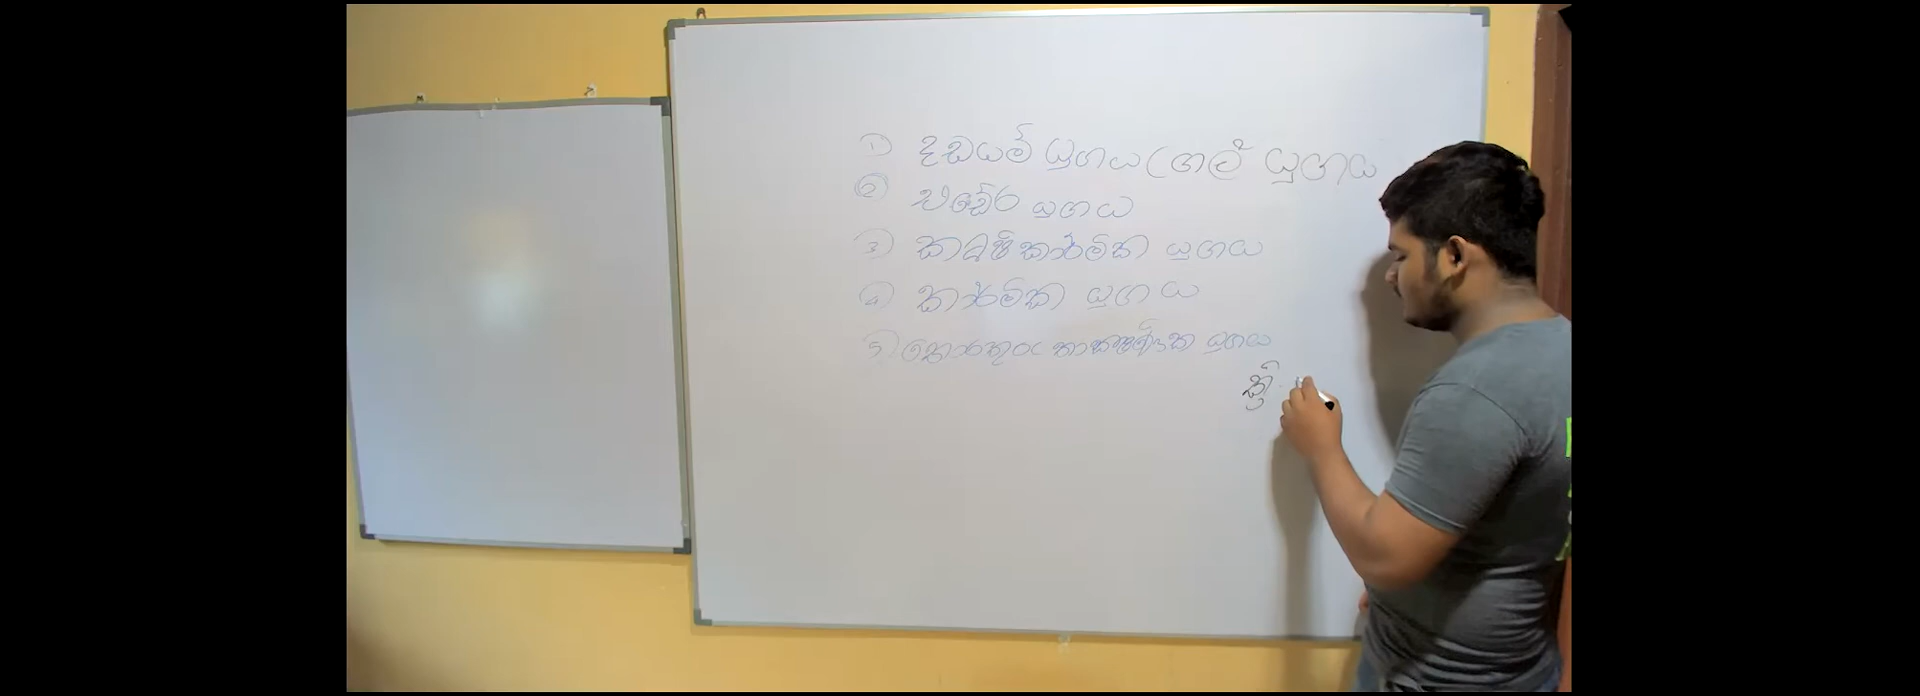 ① දඩයම් යුගය (ගල් යුගය
② එඬේර යුගය
③ කෘෂිකාර්මික යුගය
④ කාර්මික යුගය
⑤ තොරතුරු තාක්ෂණික යුගය
ක්‍රි.